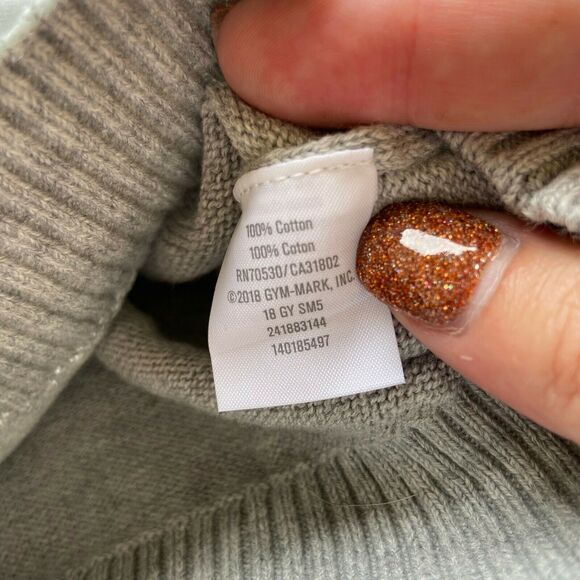 100% Cotton
100% Coton
RN70530/CA31802
©2018 GYM-MARK, INC.
18 GY SM5
241883144
140185497